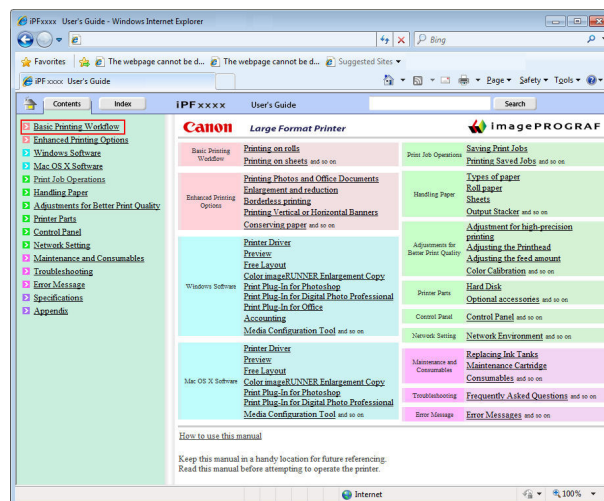 iPFxxxx User's Guide - Windows Internet Explorer
Bing
Favorites The webpage cannot be d... The webpage cannot be d... Suggested Sites
iPF xxxx User's Guide
Page Safety Tools
Contents Index iPFxxxx User's Guide Search
Basic Printing Workflow
Enhanced Printing Options
Windows Software
Mac OS X Software
Print Job Operations
Handling Paper
Adjustments for Better Print Quality
Printer Parts
Control Panel
Network Setting
Maintenance and Consumables
Troubleshooting
Error Message
Specifications
Appendix
Canon Large Format Printer imagePROGRAF
Basic Printing Workflow
Printing on rolls
Printing on sheets and so on
Enhanced Printing Options
Printing Photos and Office Documents
Enlargement and reduction
Borderless printing
Printing Vertical or Horizontal Banners
Conserving paper and so on
Windows Software
Printer Driver
Preview
Free Layout
Color imageRUNNER Enlargement Copy
Print Plug-In for Photoshop
Print Plug-In for Digital Photo Professional
Print Plug-In for Office
Accounting
Media Configuration Tool and so on
Mac OS X Software
Printer Driver
Preview
Free Layout
Color imageRUNNER Enlargement Copy
Print Plug-In for Photoshop
Print Plug-In for Digital Photo Professional
Media Configuration Tool and so on
Print Job Operations
Saving Print Jobs
Printing Saved Jobs and so on
Handling Paper
Types of paper
Roll paper
Sheets
Output Stacker and so on
Adjustments for
Better Print Quality
Adjustment for high-precision
printing
Adjusting the Printhead
Adjusting the feed amount
Color Calibration and so on
Printer Parts
Hard Disk
Optional accessories and so on
Control Panel
Control Panel and so on
Network Setting
Network Environment and so on
Maintenance and
Consumables
Replacing Ink Tanks
Maintenance Cartridge
Consumables and so on
Troubleshooting
Frequently Asked Questions and so on
Error Message
Error Messages and so on
How to use this manual
Keep this manual in a handy location for future referencing.
Read this manual before attempting to operate the printer.
Internet 100%